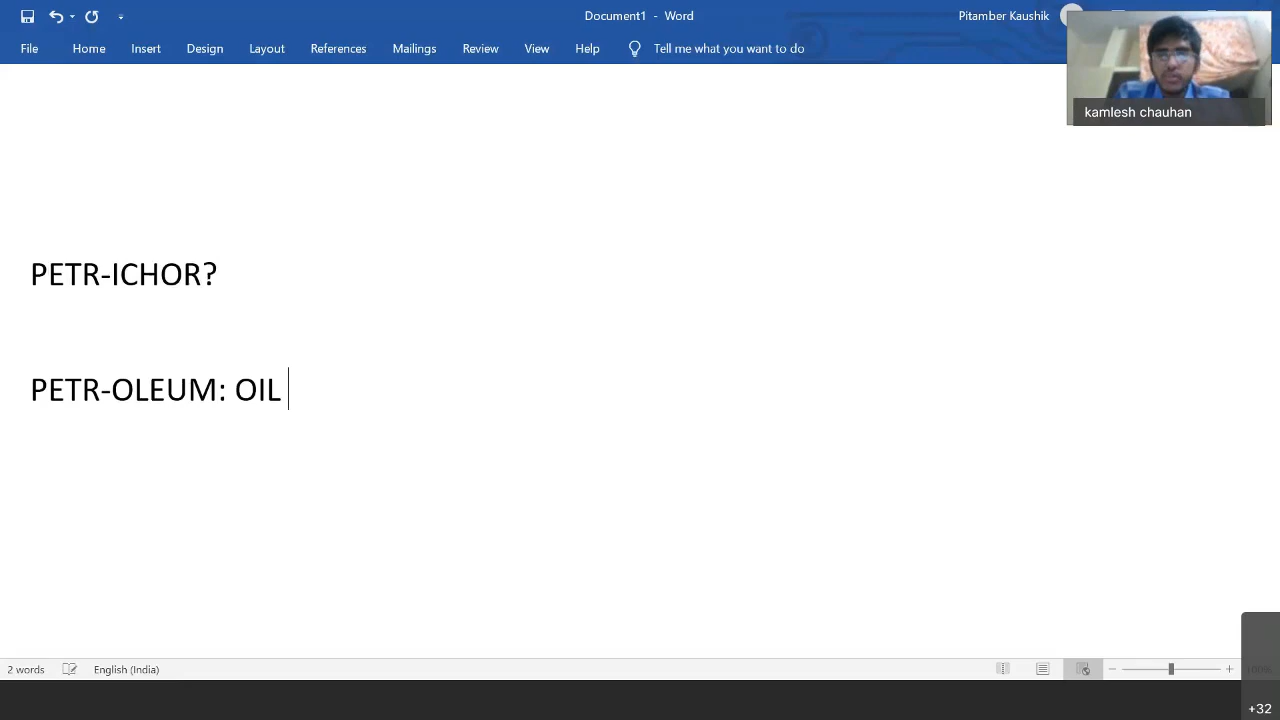 Document1 - Word
Pitamber Kaushik
File Home Insert Design Layout References Mailings Review View Help Tell me what you want to do
kamlesh chauhan
PETR-ICHOR?
PETR-OLEUM: OIL
2 words English (India)
+32